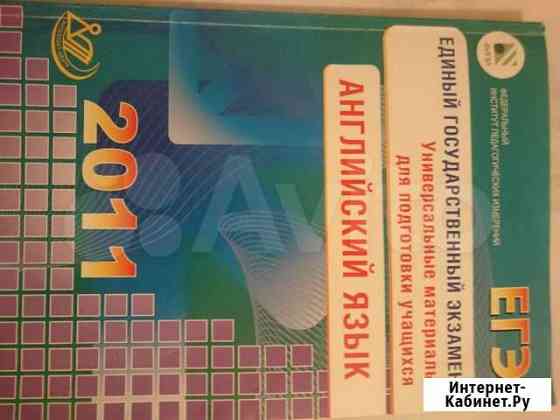 ФЕДЕРАЛЬНЫЙ
ИНСТИТУТ ПЕДАГОГИЧЕСКИХ ИЗМЕРЕНИЙ
ЕГЭ
ЕДИНЫЙ ГОСУДАРСТВЕННЫЙ ЭКЗАМЕН
Универсальные материалы
для подготовки учащихся
АНГЛИЙСКИЙ ЯЗЫК
2011
Avito
Интернет-
Кабинет.Ру